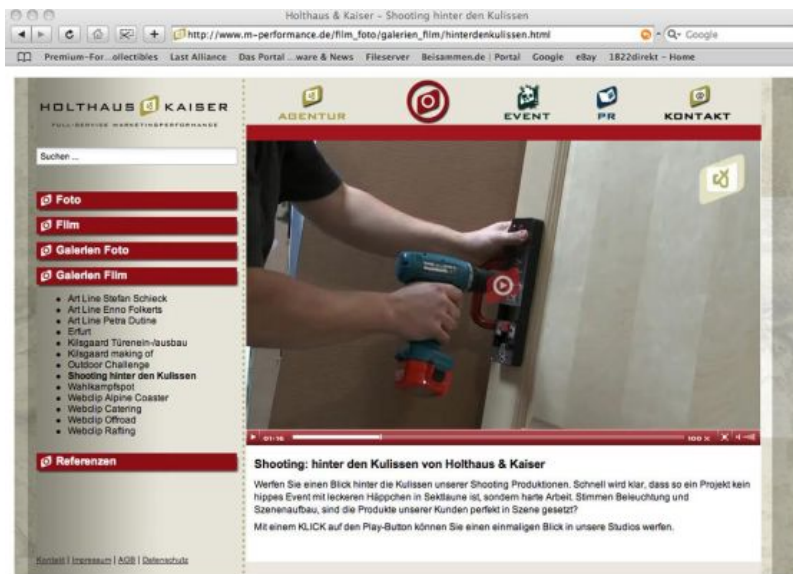 Holthaus & Kaiser – Shooting hinter den Kulissen
http://www.m-performance.de/film_foto/galerien_film/hinterdenkulissen.html
Google
Premium-For...ollectibles Last Alliance Das Portal ...ware & News Fileserver Beisammen.de | Portal Google eBay 1822direkt – Home
HOLTHAUS KAISER
FULL-SERVICE MARKETINGPERFORMANCE
AGENTUR EVENT PR KONTAKT
Suchen ...
Foto
Film
Galerien Foto
Galerien Film
Art Line Stefan Schieck
Art Line Enno Folkerts
Art Line Petra Dutine
Erfurt
Kilsgaard Türenein-/ausbau
Kilsgaard making of
Outdoor Challenge
Shooting hinter den Kulissen
Wahlkampfspot
Webclip Alpine Coaster
Webclip Catering
Webclip Offroad
Webclip Rafting
Referenzen
01:16 100 %
Shooting: hinter den Kulissen von Holthaus & Kaiser
Werfen Sie einen Blick hinter die Kulissen unserer Shooting Produktionen. Schnell wird klar, dass so ein Projekt kein
hippes Event mit leckeren Häppchen in Sektlaune ist, sondern harte Arbeit. Stimmen Beleuchtung und
Szenenaufbau, sind die Produkte unserer Kunden perfekt in Szene gesetzt?
Mit einem KLICK auf den Play-Button können Sie einen einmaligen Blick in unsere Studios werfen.
Kontakt | Impressum | AGB | Datenschutz